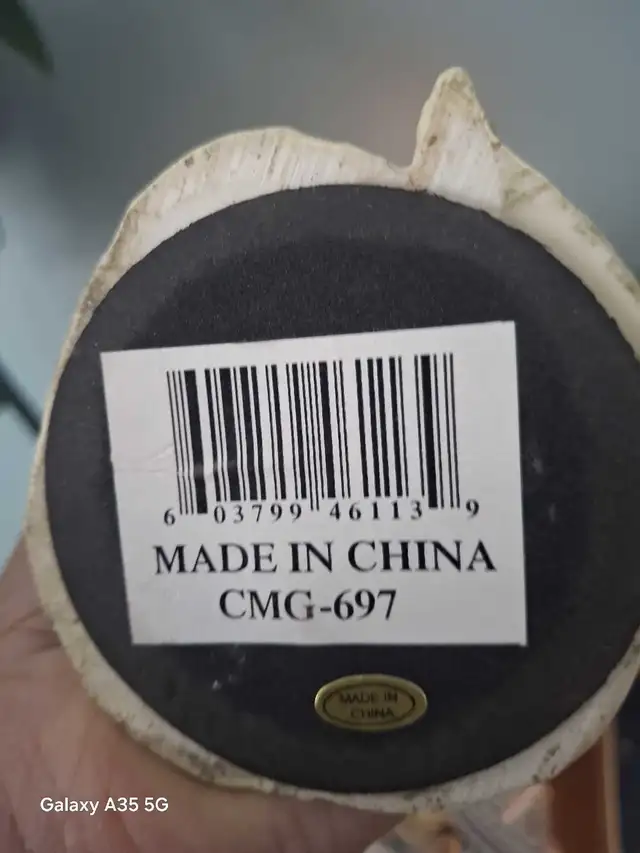 6 03799 46113 9
MADE IN CHINA
CMG-697
MADE IN
CHINA
Galaxy A35 5G